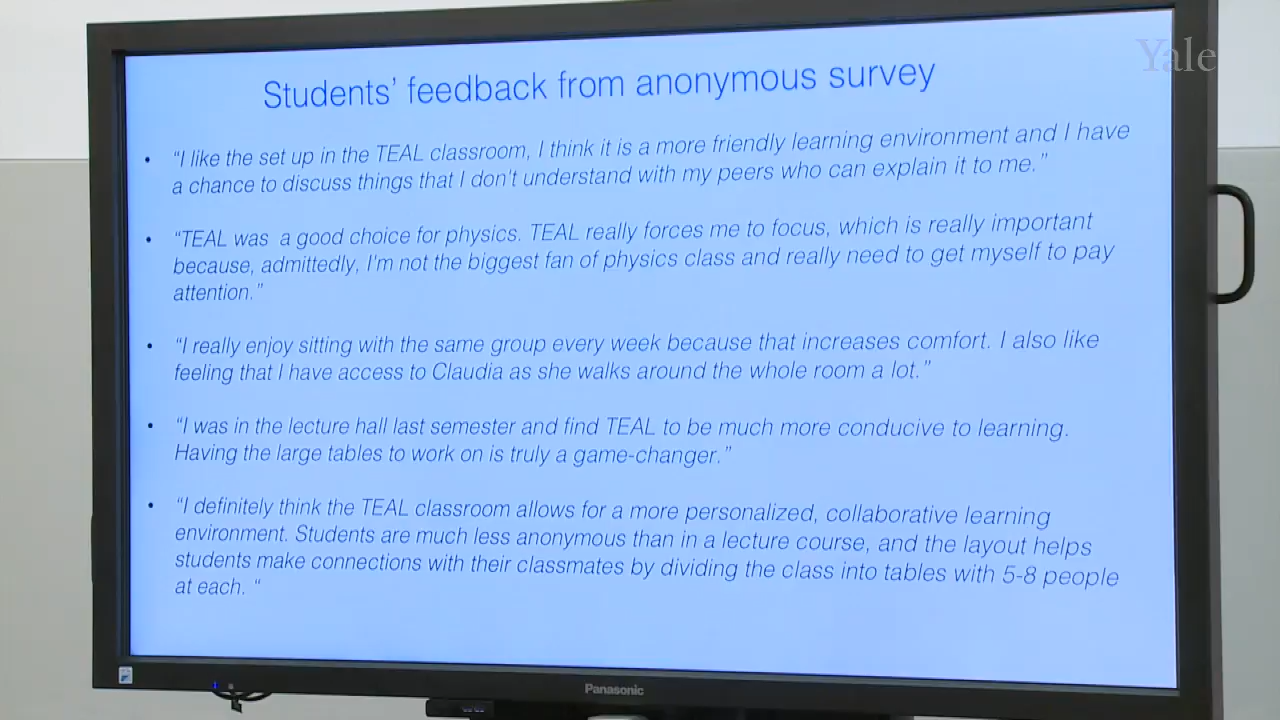 Yale
Students' feedback from anonymous survey
• "I like the set up in the TEAL classroom, I think it is a more friendly learning environment and I have
a chance to discuss things that I don't understand with my peers who can explain it to me."
• "TEAL was a good choice for physics. TEAL really forces me to focus, which is really important
because, admittedly, I'm not the biggest fan of physics class and really need to get myself to pay
attention."
• "I really enjoy sitting with the same group every week because that increases comfort. I also like
feeling that I have access to Claudia as she walks around the whole room a lot."
• "I was in the lecture hall last semester and find TEAL to be much more conducive to learning.
Having the large tables to work on is truly a game-changer."
• "I definitely think the TEAL classroom allows for a more personalized, collaborative learning
environment. Students are much less anonymous than in a lecture course, and the layout helps
students make connections with their classmates by dividing the class into tables with 5-8 people
at each. "
Panasonic